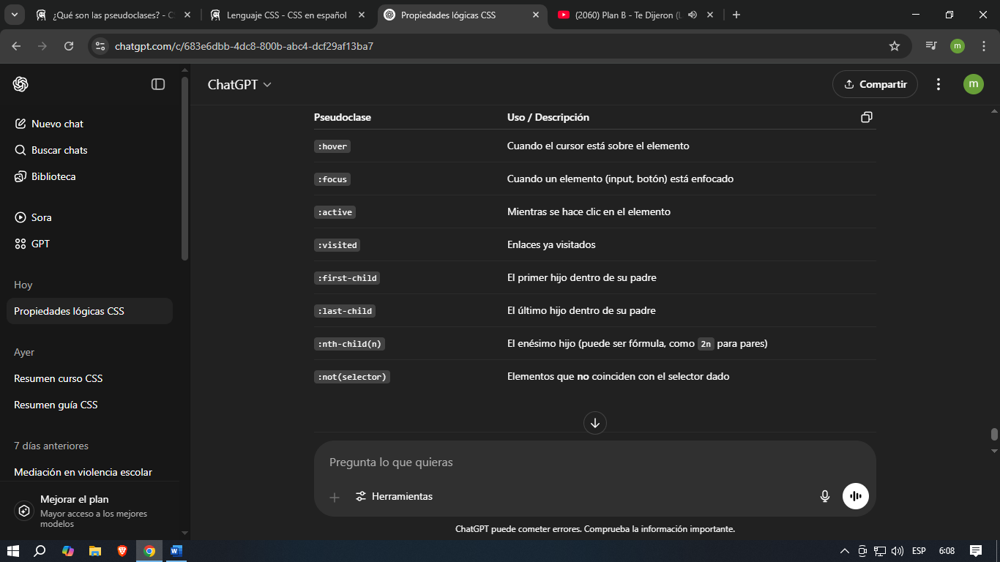 ¿Qué son las pseudoclases? - C
Lenguaje CSS - CSS en español
Propiedades lógicas CSS
(2060) Plan B - Te Dijeron (L
chatgpt.com/c/683e6dbb-4dc8-800b-abc4-dcf29af13ba7
m
ChatGPT
Compartir
m
Nuevo chat
Buscar chats
Biblioteca
Sora
GPT
Hoy
Propiedades lógicas CSS
Ayer
Resumen curso CSS
Resumen guía CSS
7 días anteriores
Mediación en violencia escolar
Mejorar el plan
Mayor acceso a los mejores
modelos
Pseudoclase Uso / Descripción
:hover Cuando el cursor está sobre el elemento
:focus Cuando un elemento (input, botón) está enfocado
:active Mientras se hace clic en el elemento
:visited Enlaces ya visitados
:first-child El primer hijo dentro de su padre
:last-child El último hijo dentro de su padre
:nth-child(n) El enésimo hijo (puede ser fórmula, como 2n para pares)
:not(selector) Elementos que no coinciden con el selector dado
Pregunta lo que quieras
Herramientas
ChatGPT puede cometer errores. Comprueba la información importante.
ESP
6:08